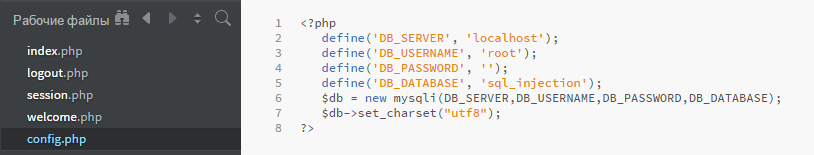 Рабочие файлы
index.php
logout.php
session.php
welcome.php
config.php
1 <?php
2 define('DB_SERVER', 'localhost');
3 define('DB_USERNAME', 'root');
4 define('DB_PASSWORD', '');
5 define('DB_DATABASE', 'sql_injection');
6 $db = new mysqli(DB_SERVER,DB_USERNAME,DB_PASSWORD,DB_DATABASE);
7 $db->set_charset("utf8");
8 ?>